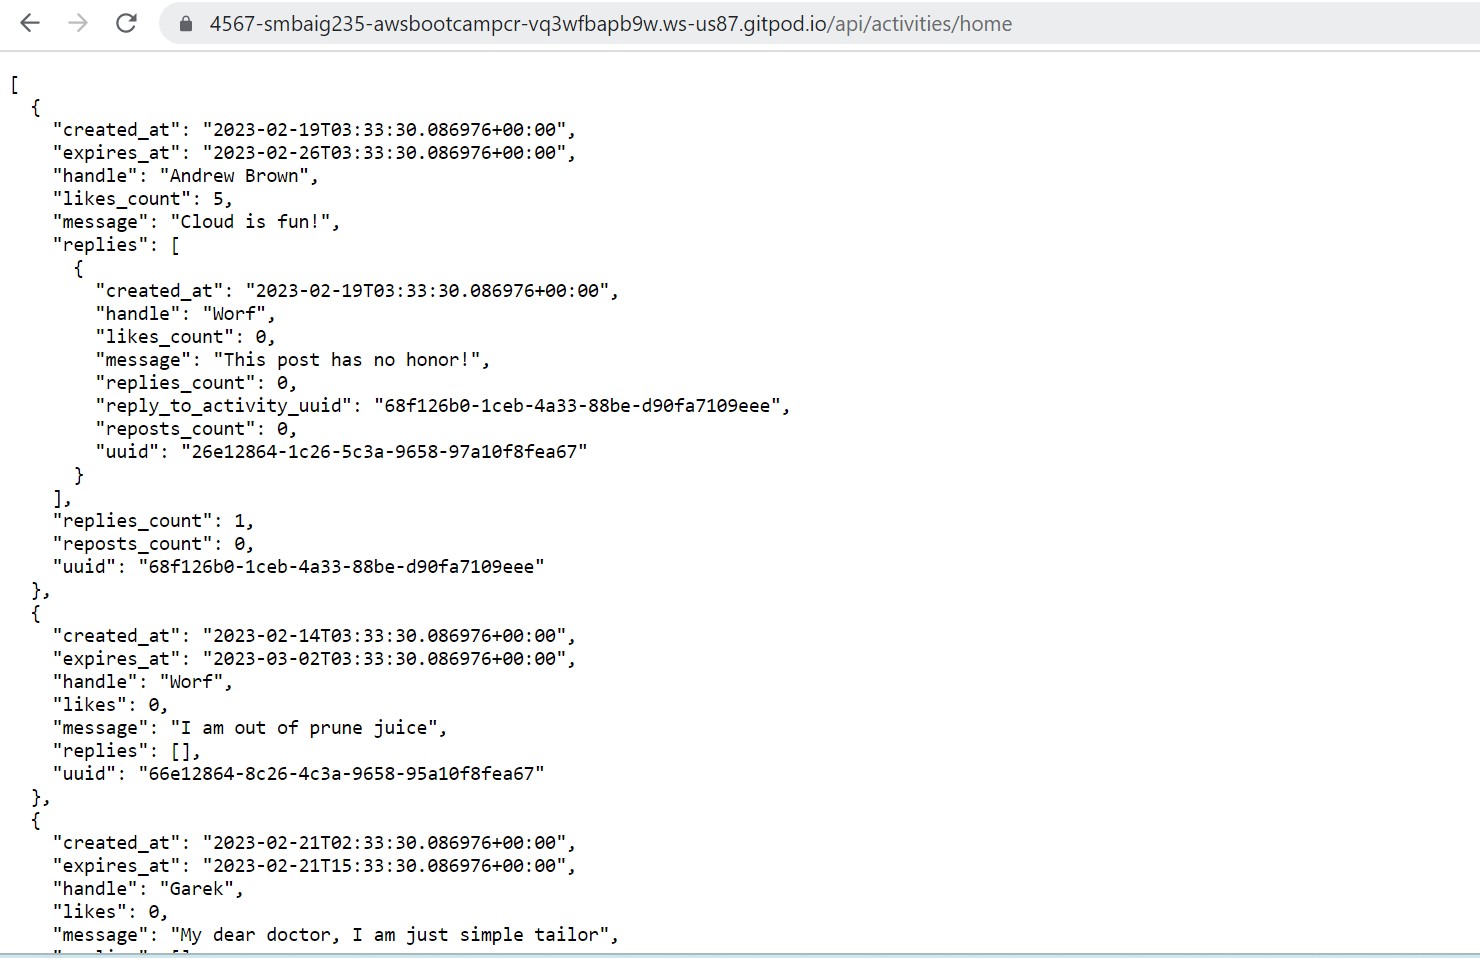 4567-smbaig235-awsbootcampcr-vq3wfbapb9w.ws-us87.gitpod.io/api/activities/home
[
  {
    "created_at": "2023-02-19T03:33:30.086976+00:00",
    "expires_at": "2023-02-26T03:33:30.086976+00:00",
    "handle": "Andrew Brown",
    "likes_count": 5,
    "message": "Cloud is fun!",
    "replies": [
      {
        "created_at": "2023-02-19T03:33:30.086976+00:00",
        "handle": "Worf",
        "likes_count": 0,
        "message": "This post has no honor!",
        "replies_count": 0,
        "reply_to_activity_uuid": "68f126b0-1ceb-4a33-88be-d90fa7109eee",
        "reposts_count": 0,
        "uuid": "26e12864-1c26-5c3a-9658-97a10f8fea67"
      }
    ],
    "replies_count": 1,
    "reposts_count": 0,
    "uuid": "68f126b0-1ceb-4a33-88be-d90fa7109eee"
  },
  {
    "created_at": "2023-02-14T03:33:30.086976+00:00",
    "expires_at": "2023-03-02T03:33:30.086976+00:00",
    "handle": "Worf",
    "likes": 0,
    "message": "I am out of prune juice",
    "replies": [],
    "uuid": "66e12864-8c26-4c3a-9658-95a10f8fea67"
  },
  {
    "created_at": "2023-02-21T02:33:30.086976+00:00",
    "expires_at": "2023-02-21T15:33:30.086976+00:00",
    "handle": "Garek",
    "likes": 0,
    "message": "My dear doctor, I am just simple tailor",